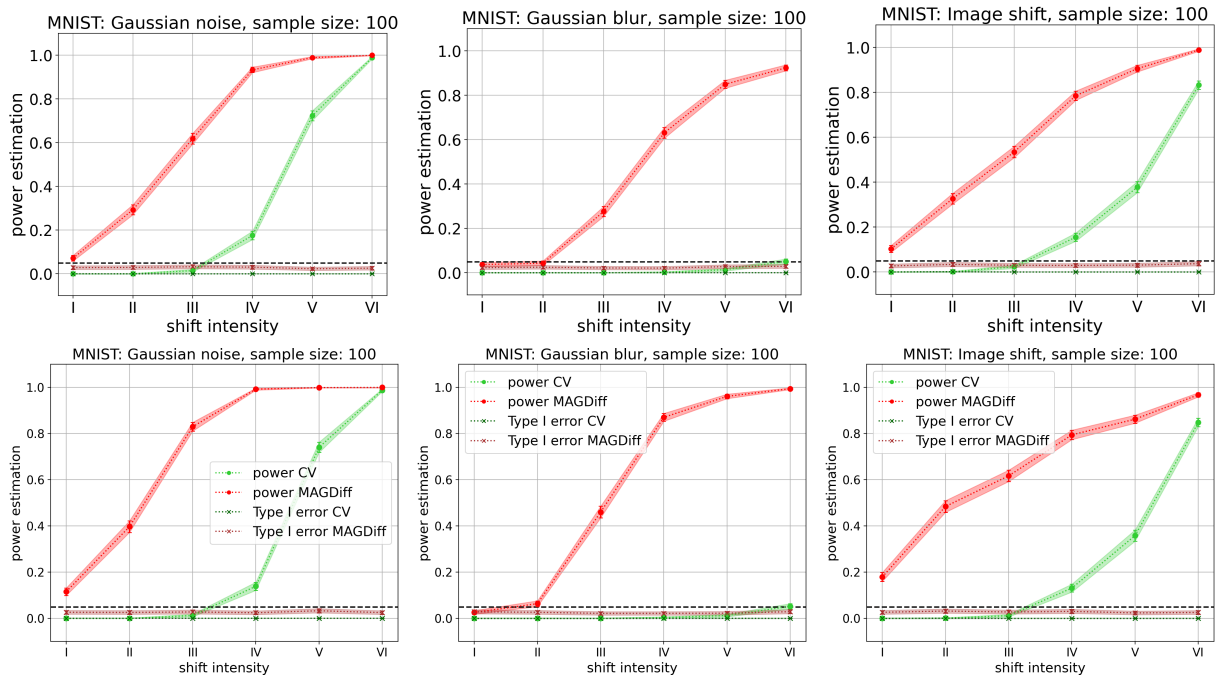 MNIST: Gaussian noise, sample size: 100
power estimation
1.0
0.8
0.6
0.4
0.2
0.0
I II III IV V VI
shift intensity
MNIST: Gaussian blur, sample size: 100
power estimation
1.0
0.8
0.6
0.4
0.2
0.0
I II III IV V VI
shift intensity
MNIST: Image shift, sample size: 100
power estimation
1.0
0.8
0.6
0.4
0.2
0.0
I II III IV V VI
shift intensity
MNIST: Gaussian noise, sample size: 100
power estimation
1.0
0.8
0.6
0.4
0.2
0.0
power CV
power MAGDiff
Type I error CV
Type I error MAGDiff
I II III IV V VI
shift intensity
MNIST: Gaussian blur, sample size: 100
power estimation
1.0
0.8
0.6
0.4
0.2
0.0
power CV
power MAGDiff
Type I error CV
Type I error MAGDiff
I II III IV V VI
shift intensity
MNIST: Image shift, sample size: 100
power estimation
1.0
0.8
0.6
0.4
0.2
0.0
power CV
power MAGDiff
Type I error CV
Type I error MAGDiff
I II III IV V VI
shift intensity